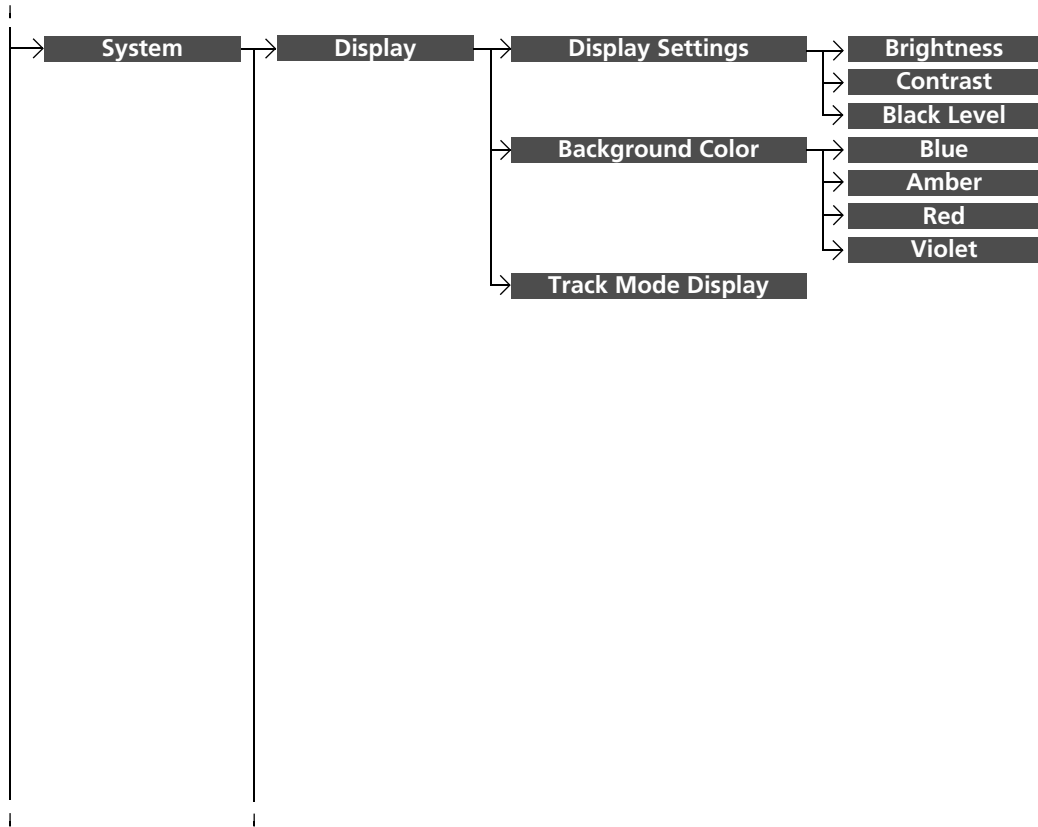 System Display Display Settings Brightness
Contrast
Black Level
Background Color Blue
Amber
Red
Violet
Track Mode Display